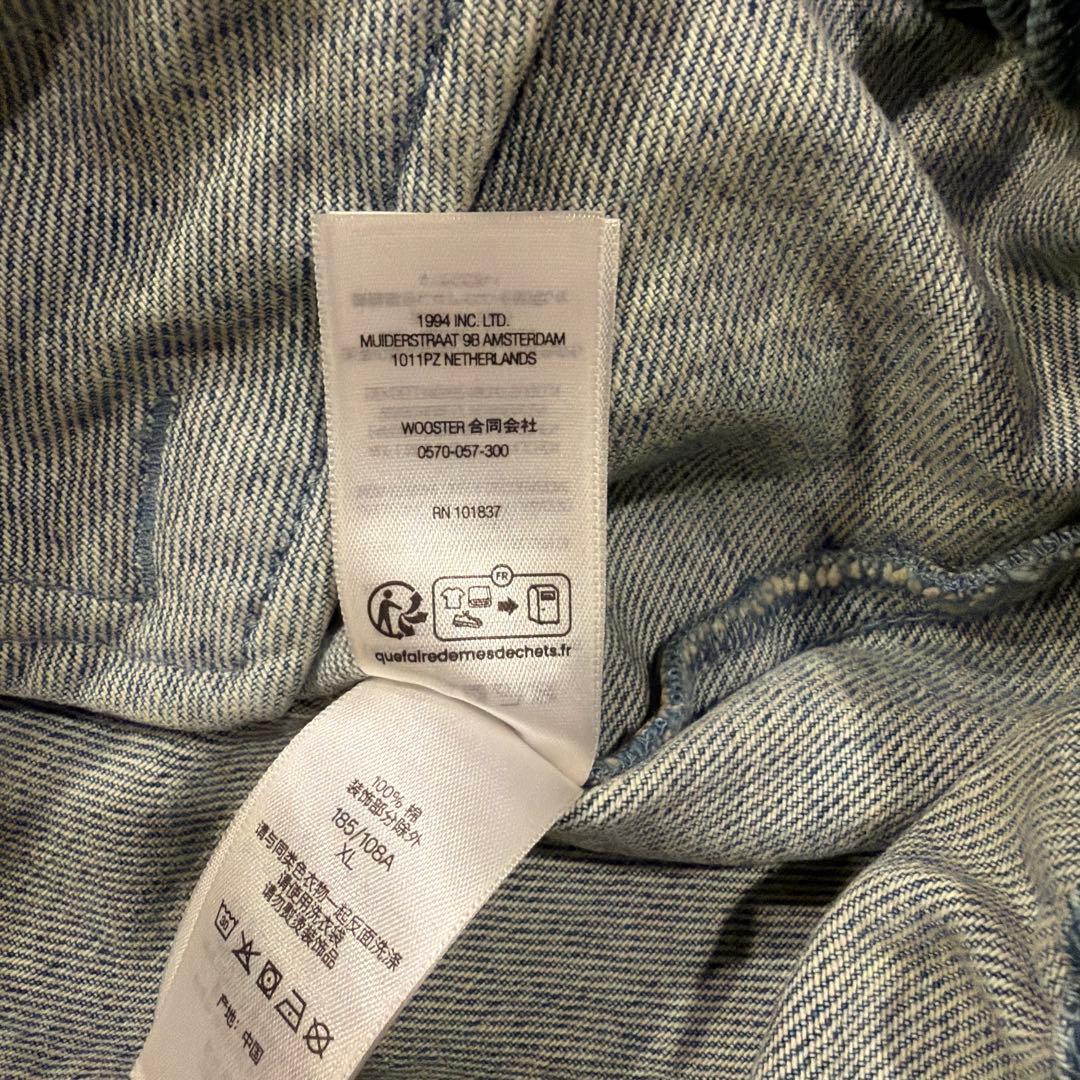 1994 INC. LTD.
MUIDERSTRAAT 9B AMSTERDAM
1011PZ NETHERLANDS
WOOSTER 合同会社
0570-057-300
RN 101837
FR
quefairedemesdechets.fr
100% 棉
装饰部分除外
185/108A
XL
请与同类色衣物一起反面洗涤
请使用洗衣袋
请勿熨烫装饰品
30
产地: 中国